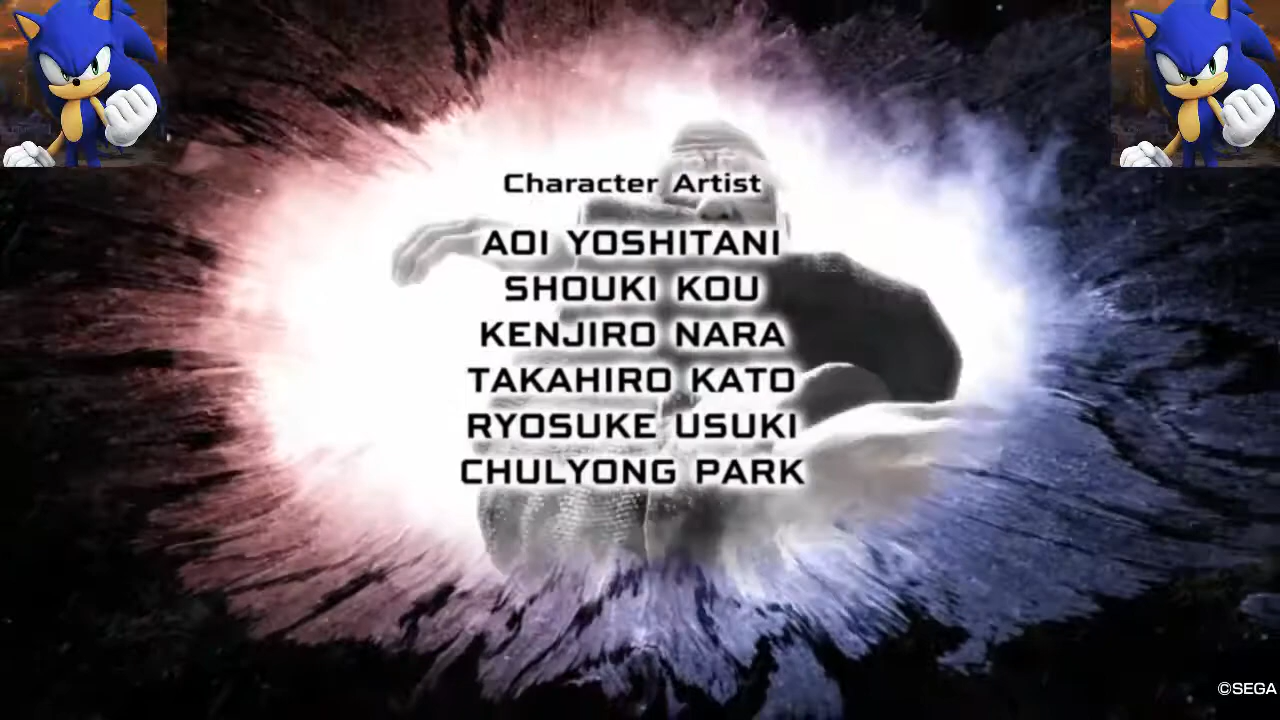 Character Artist
AOI YOSHITANI
SHOUKI KOU
KENJIRO NARA
TAKAHIRO KATO
RYOSUKE USUKI
CHULYONG PARK
©SEGA